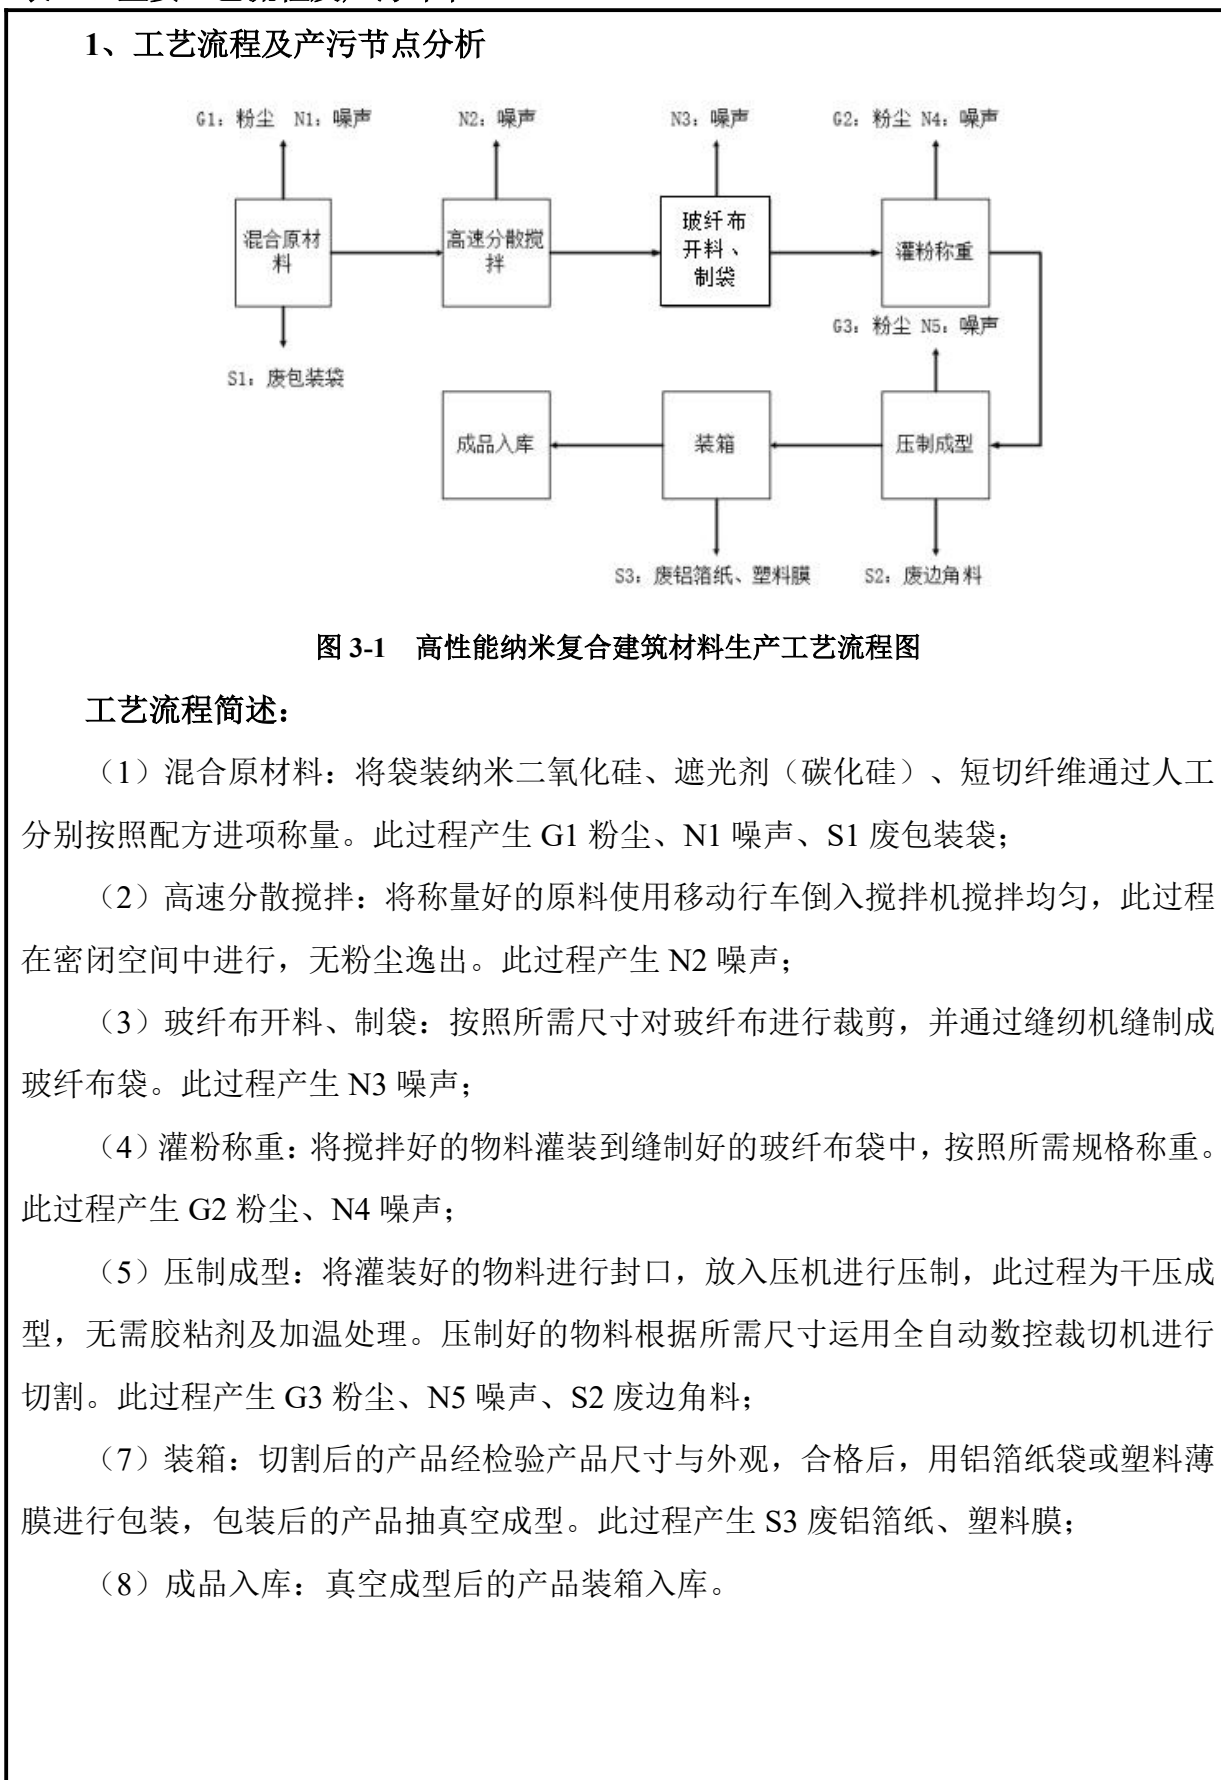 1、工艺流程及产污节点分析
G1：粉尘 N1：噪声
N2：噪声
N3：噪声
G2：粉尘 N4：噪声
混合原材
料
高速分散搅
拌
玻纤布
开料、
制袋
灌粉称重
S1：废包装袋
G3：粉尘 N5：噪声
成品入库
装箱
压制成型
S3：废铝箔纸、塑料膜
S2：废边角料
图 3-1 高性能纳米复合建筑材料生产工艺流程图
工艺流程简述：
（1）混合原材料：将袋装纳米二氧化硅、遮光剂（碳化硅）、短切纤维通过人工
分别按照配方进项称量。此过程产生 G1 粉尘、N1 噪声、S1 废包装袋；
（2）高速分散搅拌：将称量好的原料使用移动行车倒入搅拌机搅拌均匀，此过程
在密闭空间中进行，无粉尘逸出。此过程产生 N2 噪声；
（3）玻纤布开料、制袋：按照所需尺寸对玻纤布进行裁剪，并通过缝纫机缝制成
玻纤布袋。此过程产生 N3 噪声；
（4）灌粉称重：将搅拌好的物料灌装到缝制好的玻纤布袋中，按照所需规格称重。
此过程产生 G2 粉尘、N4 噪声；
（5）压制成型：将灌装好的物料进行封口，放入压机进行压制，此过程为干压成
型，无需胶粘剂及加温处理。压制好的物料根据所需尺寸运用全自动数控裁切机进行
切割。此过程产生 G3 粉尘、N5 噪声、S2 废边角料；
（7）装箱：切割后的产品经检验产品尺寸与外观，合格后，用铝箔纸袋或塑料薄
膜进行包装，包装后的产品抽真空成型。此过程产生 S3 废铝箔纸、塑料膜；
（8）成品入库：真空成型后的产品装箱入库。